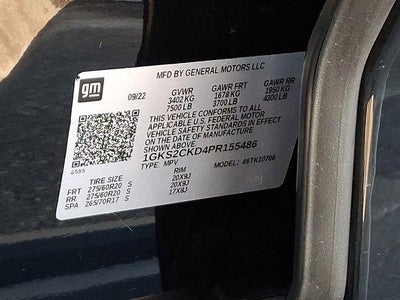 gm
MFD BY GENERAL MOTORS LLC
09/22 GVWR GAWR FRT GAWR RR
3402 KG 1678 KG 1950 KG
7500 LB 3700 LB 4300 LB
THIS VEHICLE CONFORMS TO ALL
APPLICABLE U.S. FEDERAL MOTOR
VEHICLE SAFETY STANDARDS IN EFFECT
ON THE DATE OF MANUFACTURE
SHOWN ABOVE.
1GKS2CKD4PR155486
TYPE: MPV MODEL: 46TK10706
TIRE SIZE RIM
FRT 275/60R20 S 20X9J
RR 275/60R20 S 20X9J
SPA 265/70R17 S 17X8J